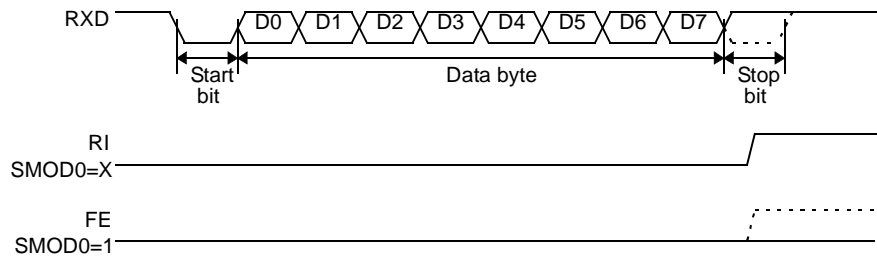 RXD
D0 D1 D2 D3 D4 D5 D6 D7
Start
bit
Data byte
Stop
bit
RI
SMOD0=X
FE
SMOD0=1